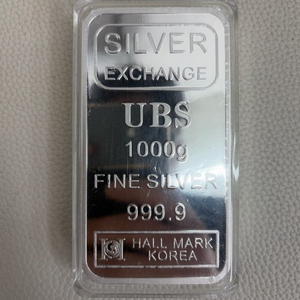 SILVER
EXCHANGE
UBS
1000g
FINE SILVER
999.9
HALL MARK
KOREA